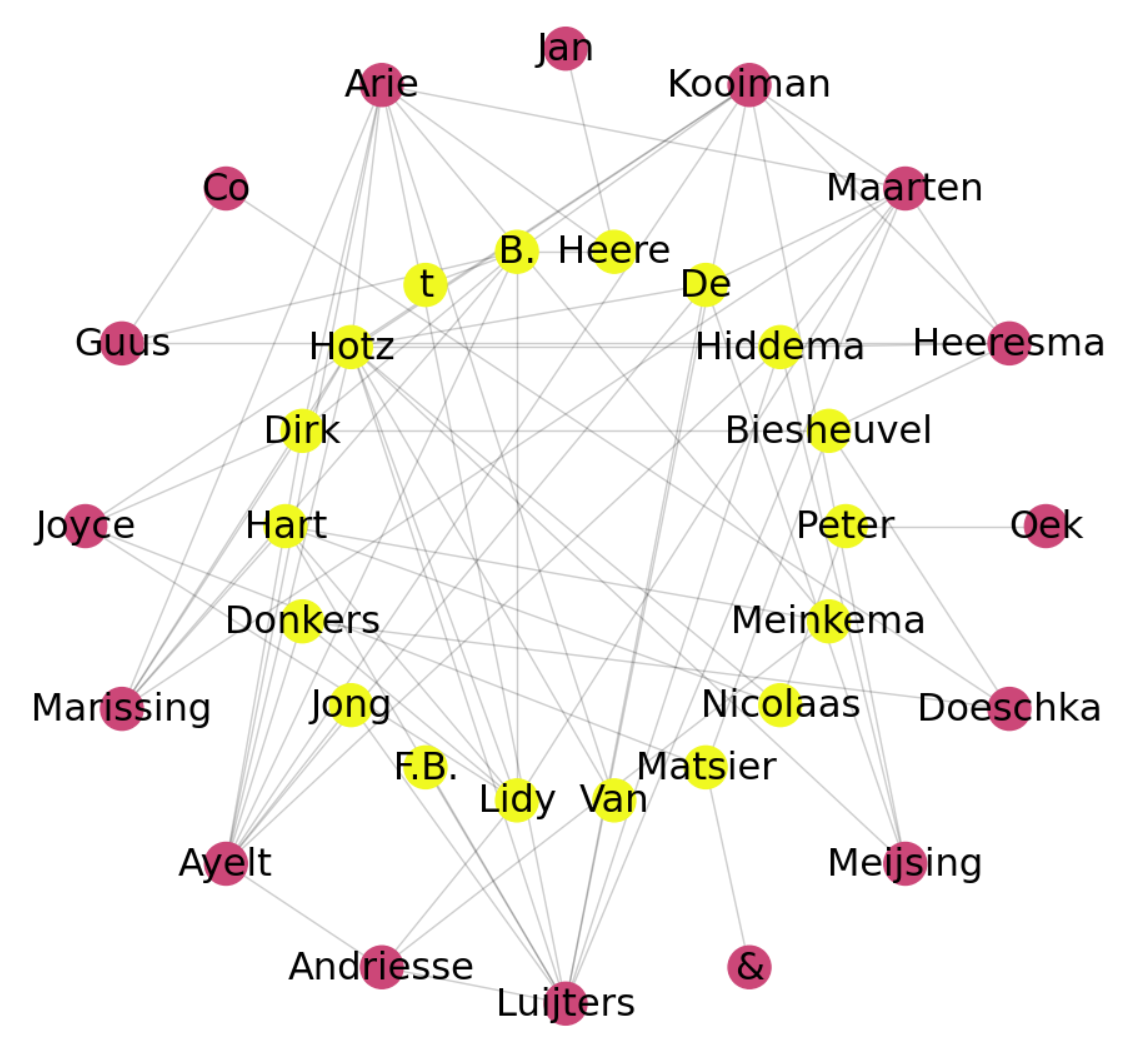 Jan
Arie
Kooiman
Co
Maarten
B.
Heere
t
De
Guus
Hotz
Hiddema
Heeresma
Dirk
Biesheuvel
Joyce
Hart
Peter
Oek
Donkers
Meinkema
Marissing
Jong
Nicolaas
Doeschka
F.B.
Matsier
Lidy
Van
Ayelt
Meijsing
Andriesse
&
Luijters